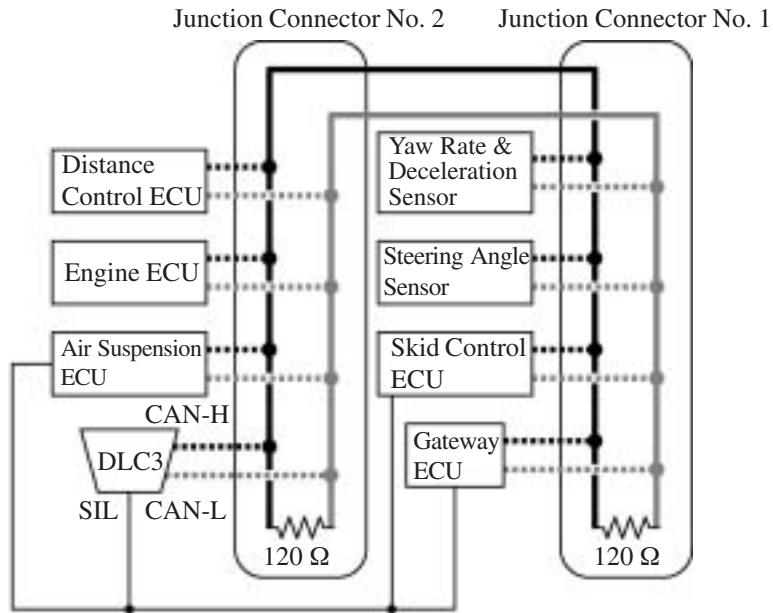 Junction Connector No. 2
Junction Connector No. 1
Distance
Control ECU
Yaw Rate &
Deceleration
Sensor
Engine ECU
Steering Angle
Sensor
Air Suspension
ECU
Skid Control
ECU
CAN-H
DLC3
Gateway
ECU
SIL
CAN-L
120 Ω
120 Ω